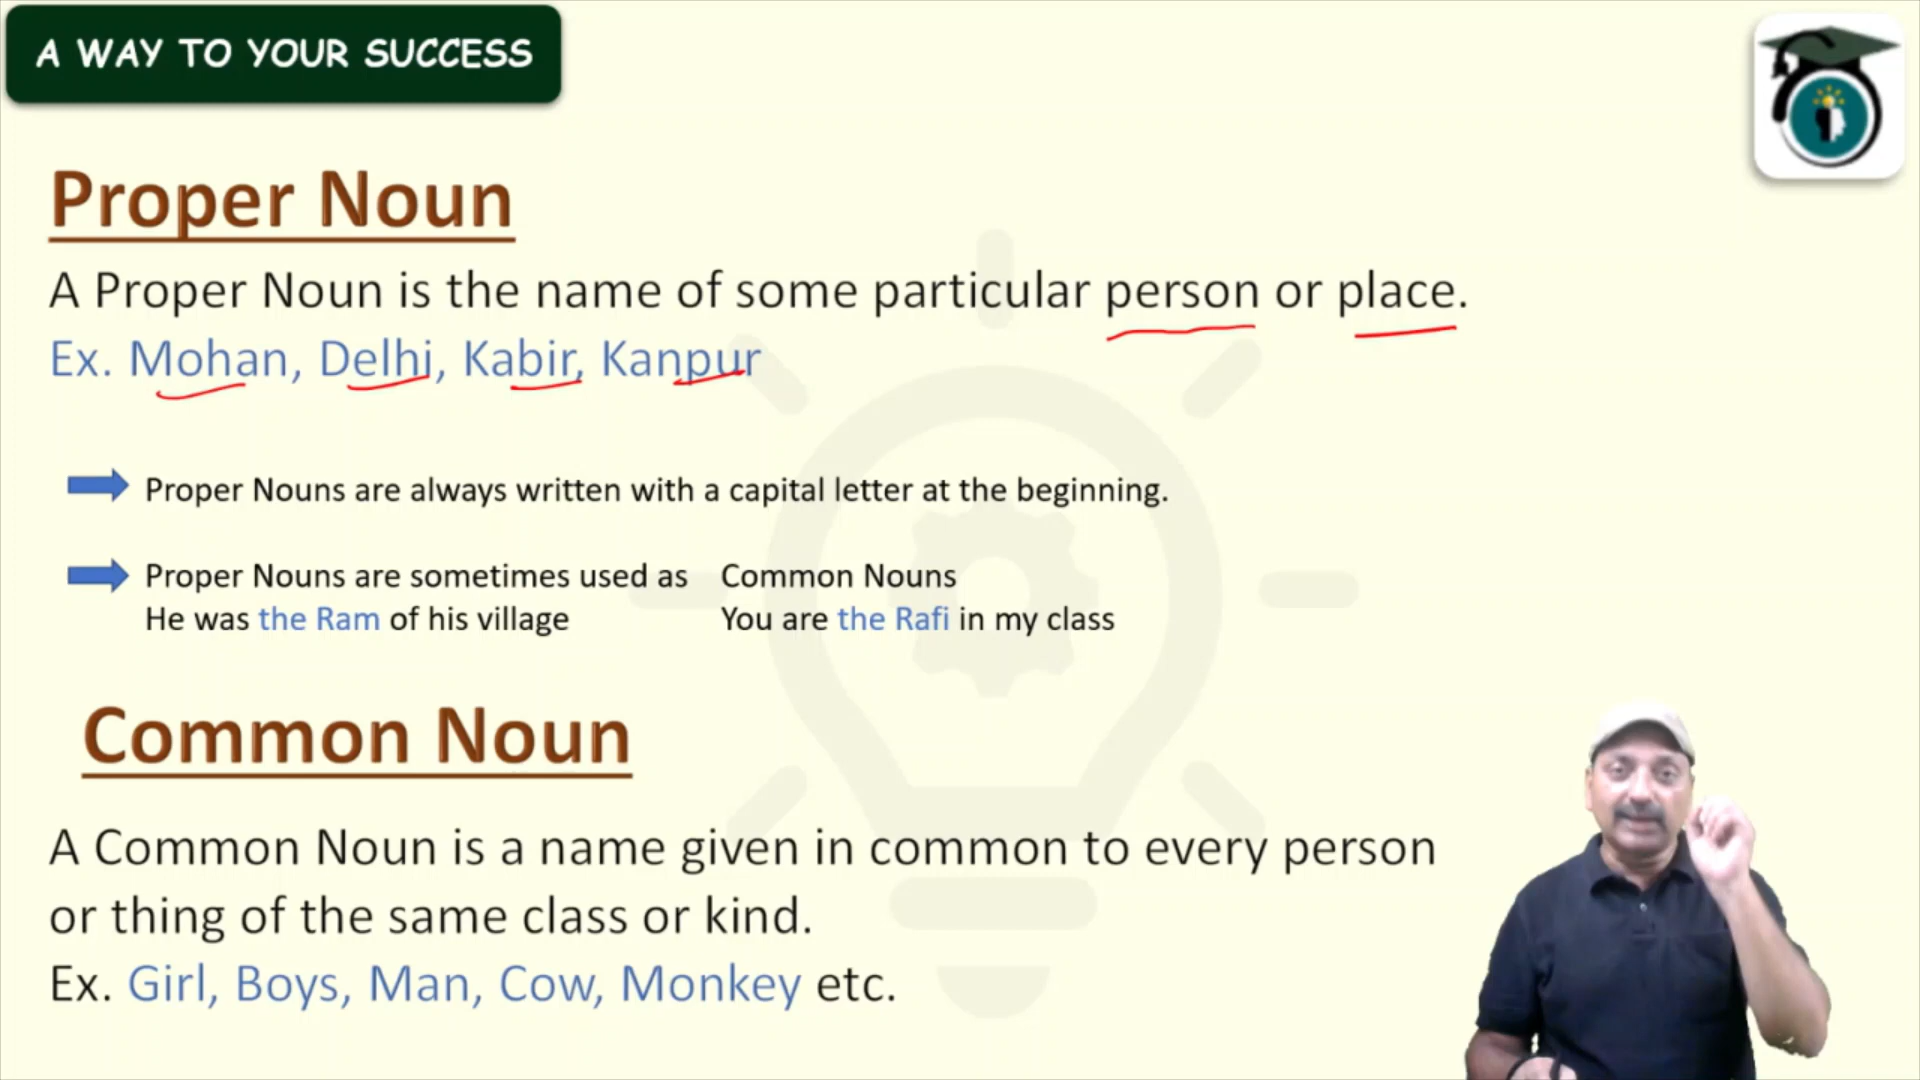 A WAY TO YOUR SUCCESS
Proper Noun
A Proper Noun is the name of some particular person or place.
Ex. Mohan, Delhi, Kabir, Kanpur
Proper Nouns are always written with a capital letter at the beginning.
Proper Nouns are sometimes used as Common Nouns
He was the Ram of his village You are the Rafi in my class
Common Noun
A Common Noun is a name given in common to every person
or thing of the same class or kind.
Ex. Girl, Boys, Man, Cow, Monkey etc.